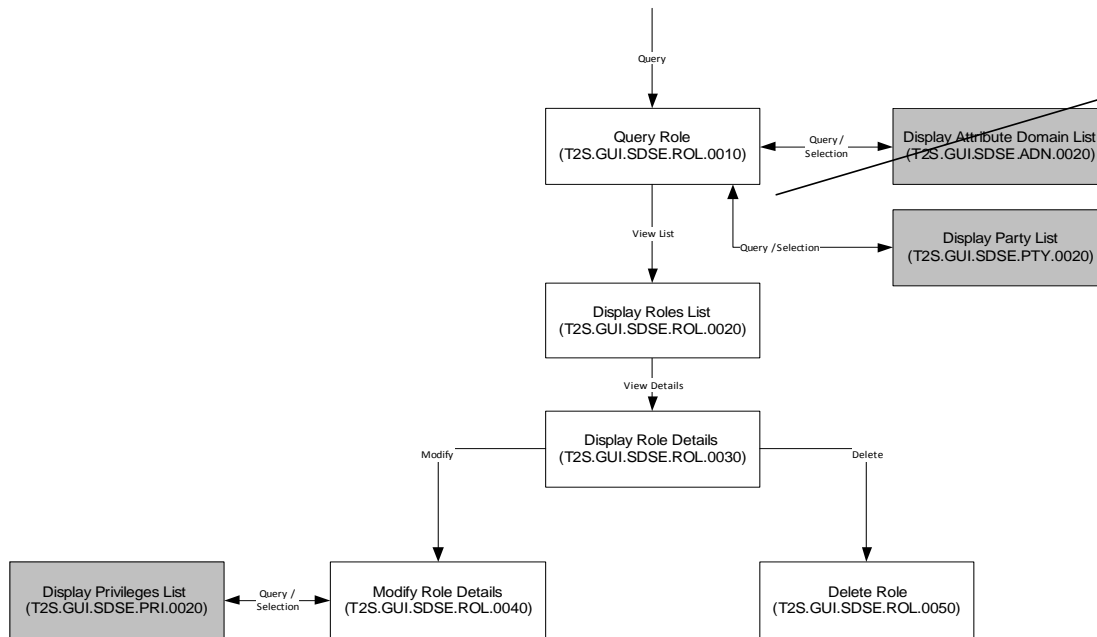 Query
Query Role
(T2S.GUI.SDSE.ROL.0010)
Query /
Selection
Display Attribute Domain List
(T2S.GUI.SDSE.ADN.0020)
View List
Query /Selection
Display Party List
(T2S.GUI.SDSE.PTY.0020)
Display Roles List
(T2S.GUI.SDSE.ROL.0020)
View Details
Display Role Details
(T2S.GUI.SDSE.ROL.0030)
Modify
Delete
Display Privileges List
(T2S.GUI.SDSE.PRI.0020)
Query /
Selection
Modify Role Details
(T2S.GUI.SDSE.ROL.0040)
Delete Role
(T2S.GUI.SDSE.ROL.0050)